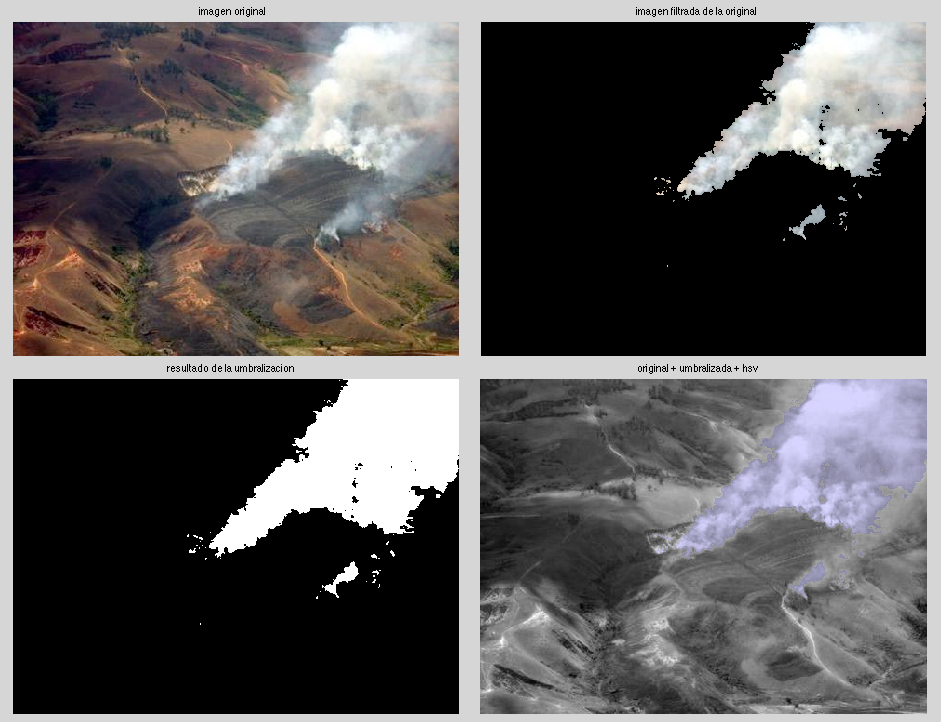 imagen original
imagen filtrada de la original
resultado de la umbralizacion
original + umbralizada + hsv